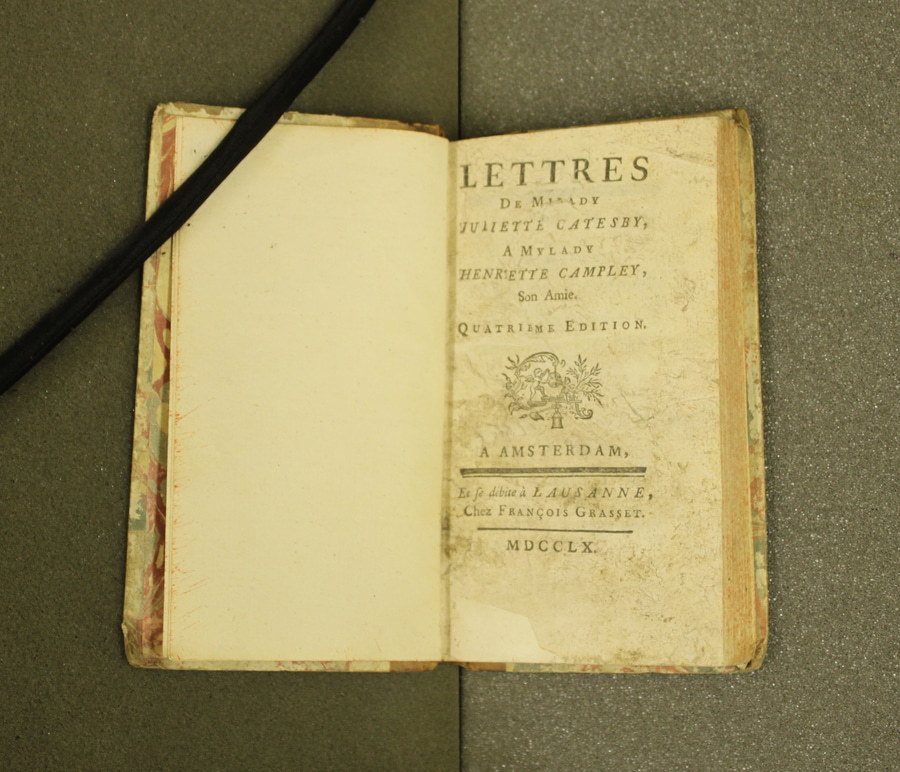 LETTRES
DE MILADY
JULIETTE CATESBY,
A MYLADY
HENRIETTE CAMPLEY,
Son Amie.
QUATRIEME EDITION.
A AMSTERDAM,
Et se débite à LAUSANNE,
Chez FRANÇOIS GRASSET.
MDCCLX.